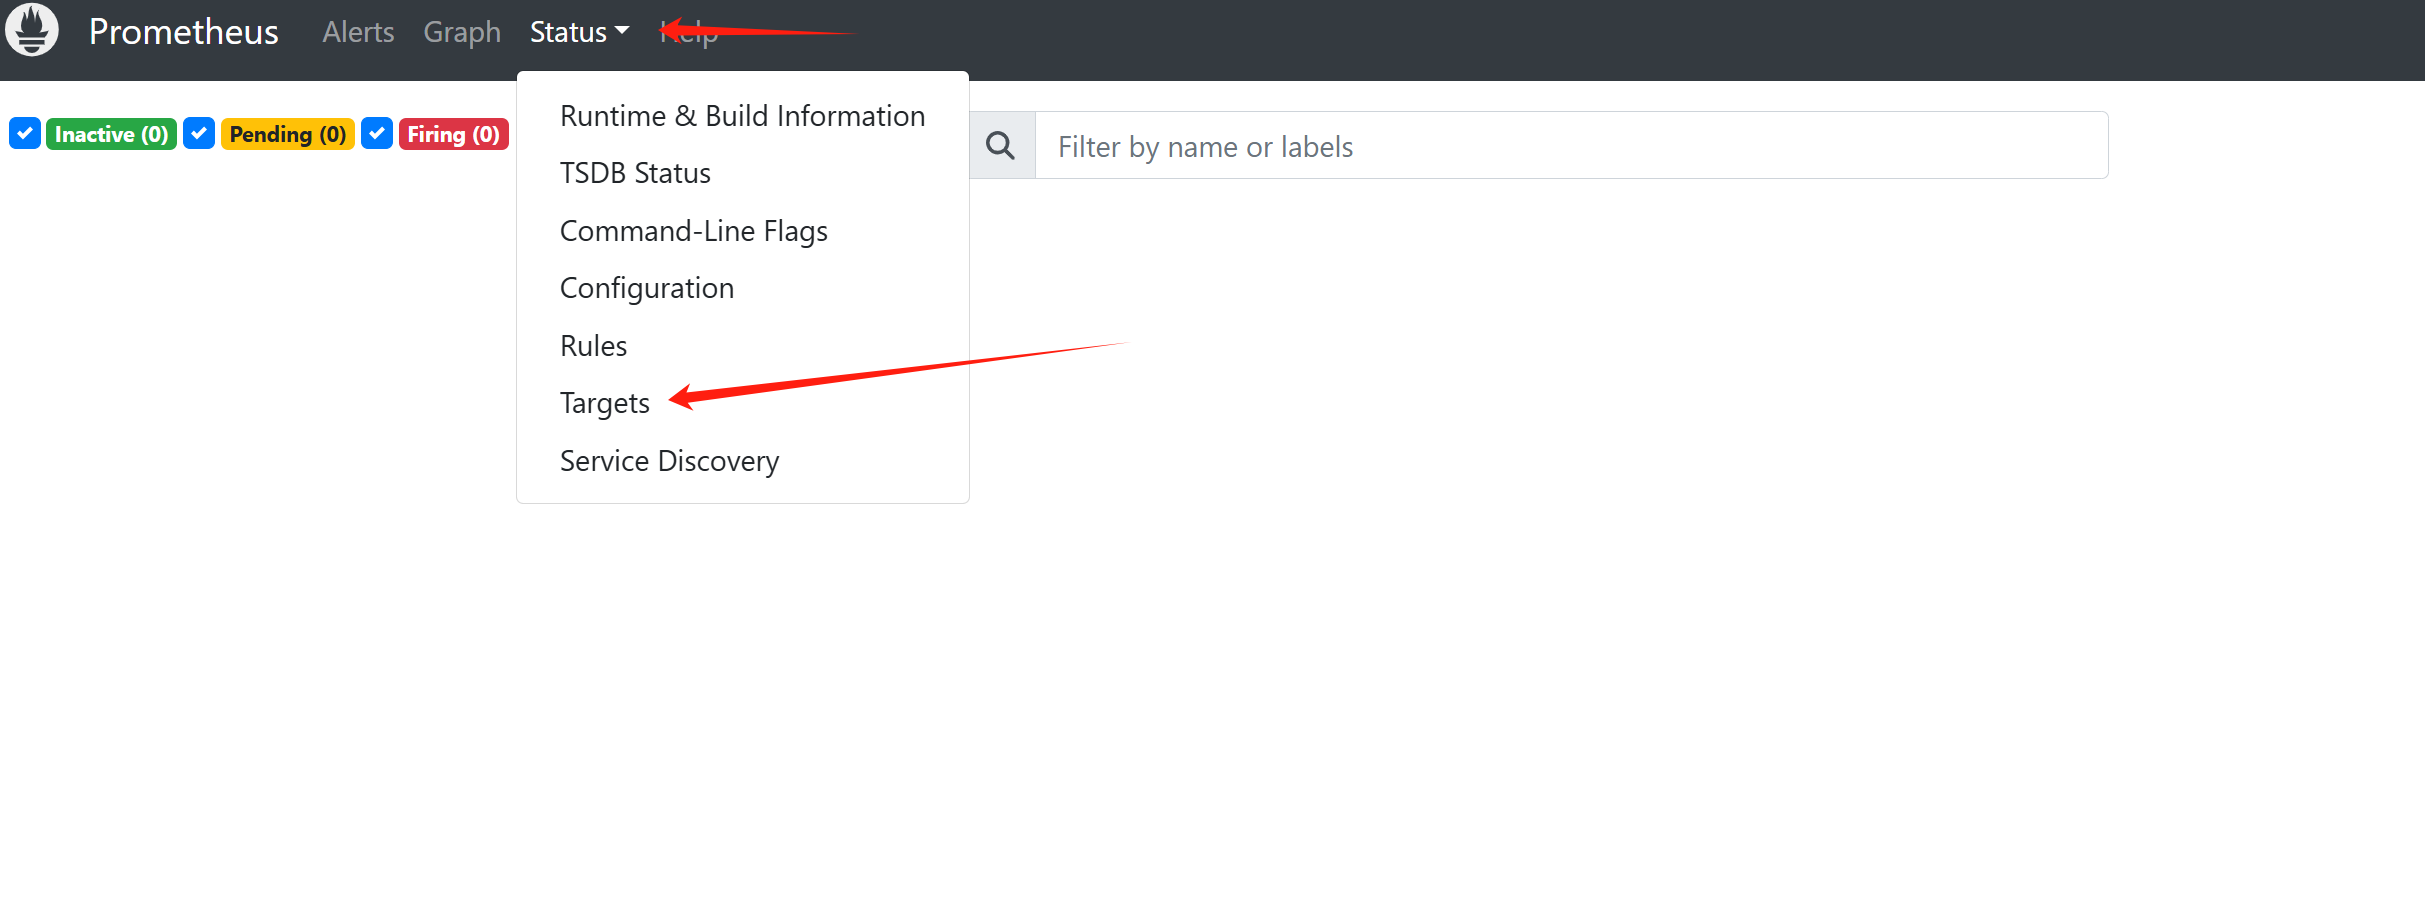 Prometheus Alerts Graph Status Help
Inactive (0) Pending (0) Firing (0) Filter by name or labels
Runtime & Build Information
TSDB Status
Command-Line Flags
Configuration
Rules
Targets
Service Discovery